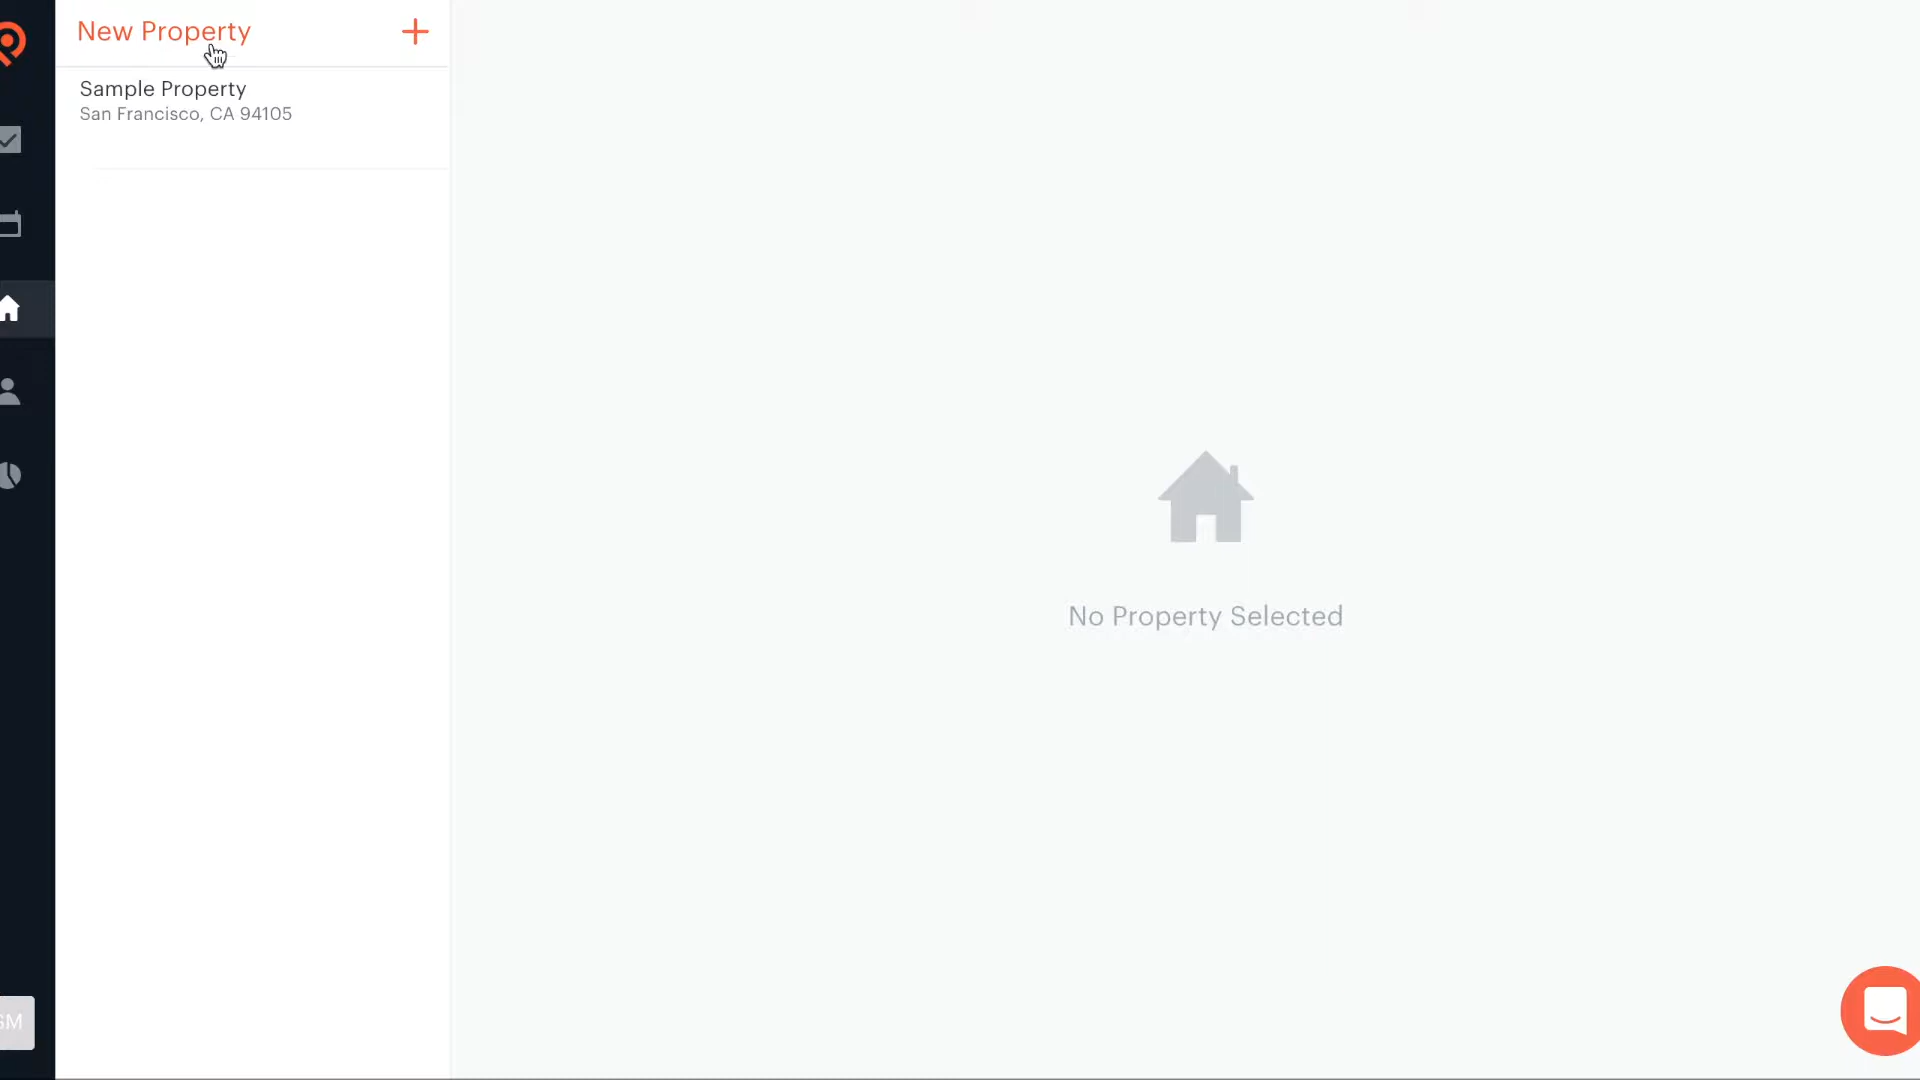 New Property
Sample Property
San Francisco, CA 94105
No Property Selected
SM